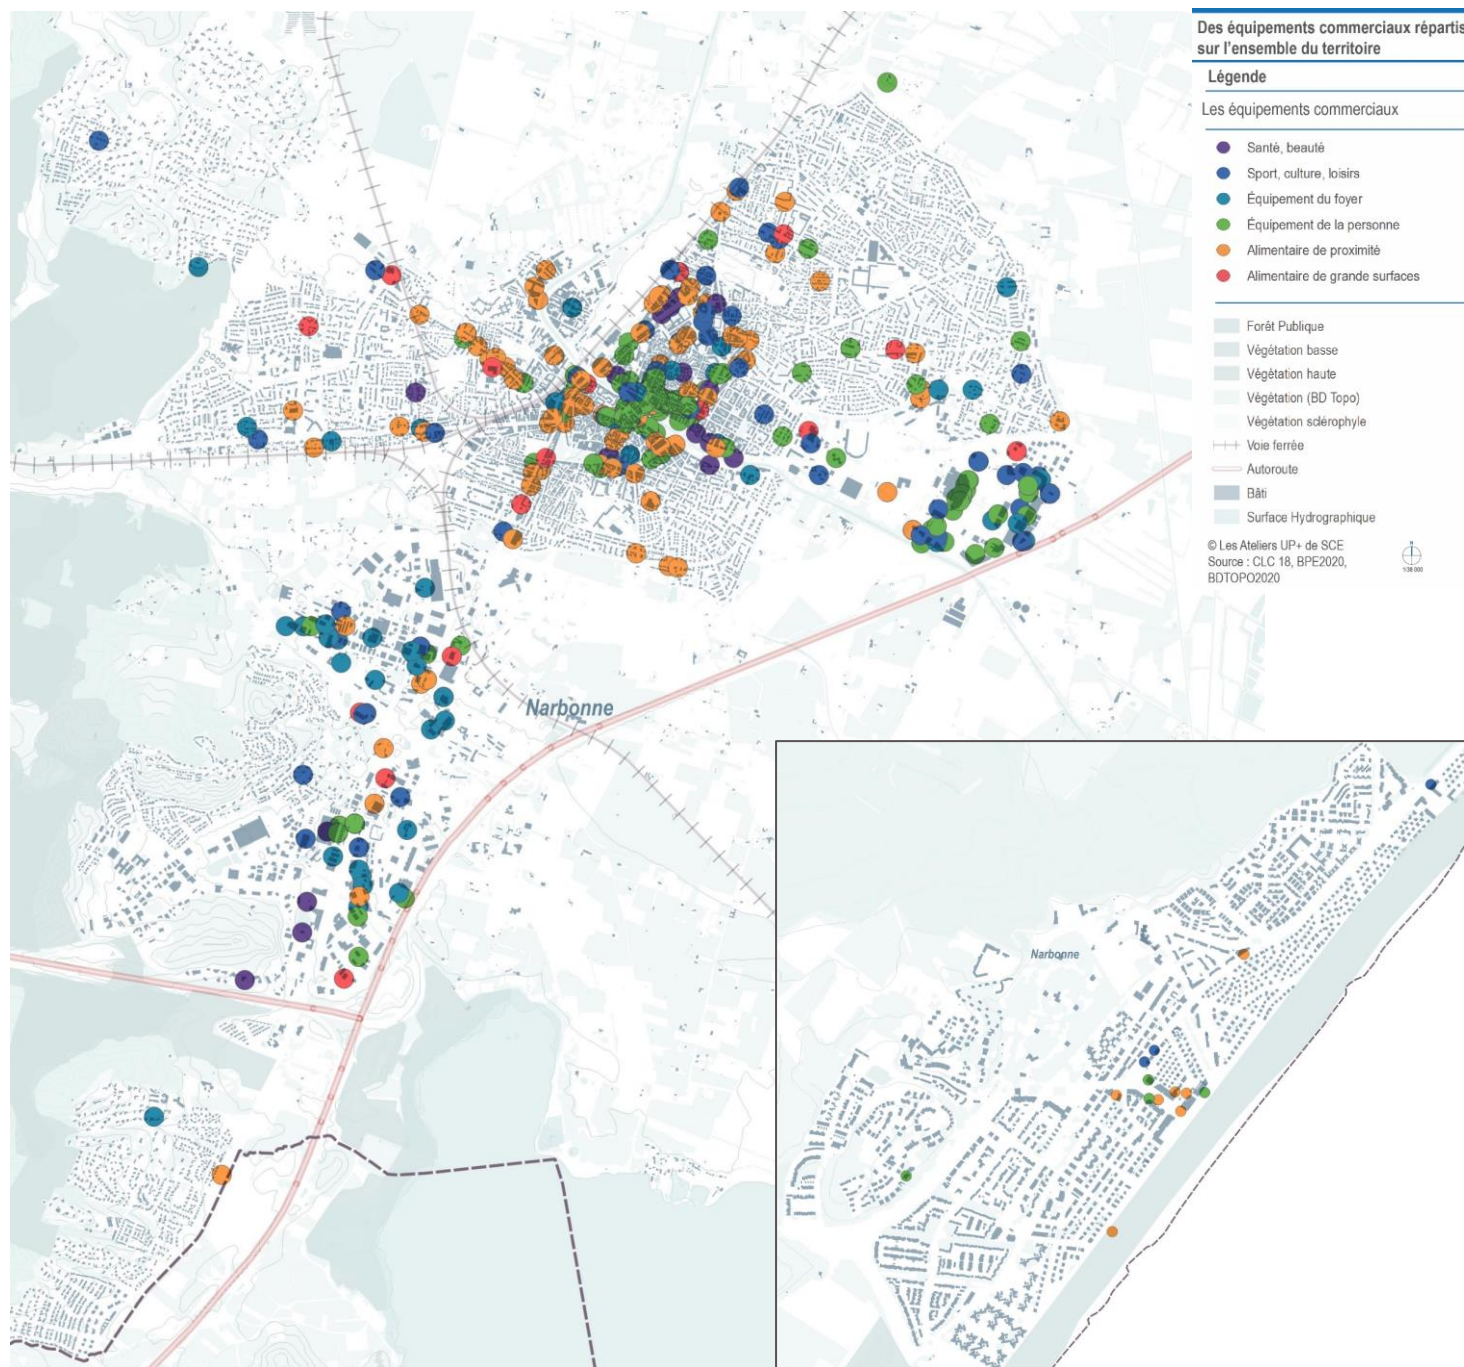 Des équipements commerciaux répartis
sur l'ensemble du territoire
Légende
Les équipements commerciaux
Santé, beauté
Sport, culture, loisirs
Équipement du foyer
Équipement de la personne
Alimentaire de proximité
Alimentaire de grande surfaces
Forêt Publique
Végétation basse
Végétation haute
Végétation (BD Topo)
Végétation sclérophyle
Voie ferrée
Autoroute
Bâti
Surface Hydrographique
© Les Ateliers UP+ de SCE
Source : CLC 18, BPE2020,
BDTOPO2020
N
Narbonne
Narbonne